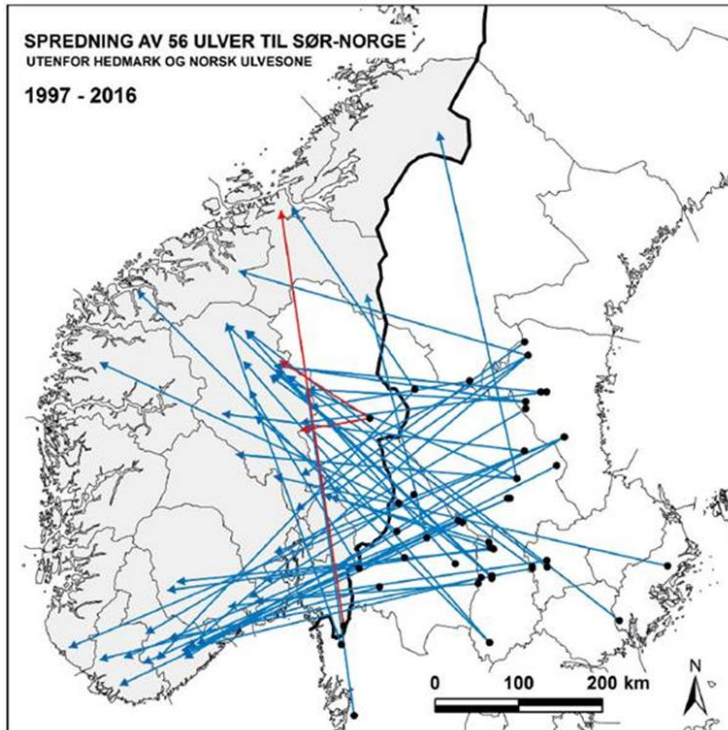 SPREDNING AV 56 ULVER TIL SØR-NORGE
UTENFOR HEDMARK OG NORSK ULVESONE
1997 - 2016
N
0 100 200 km